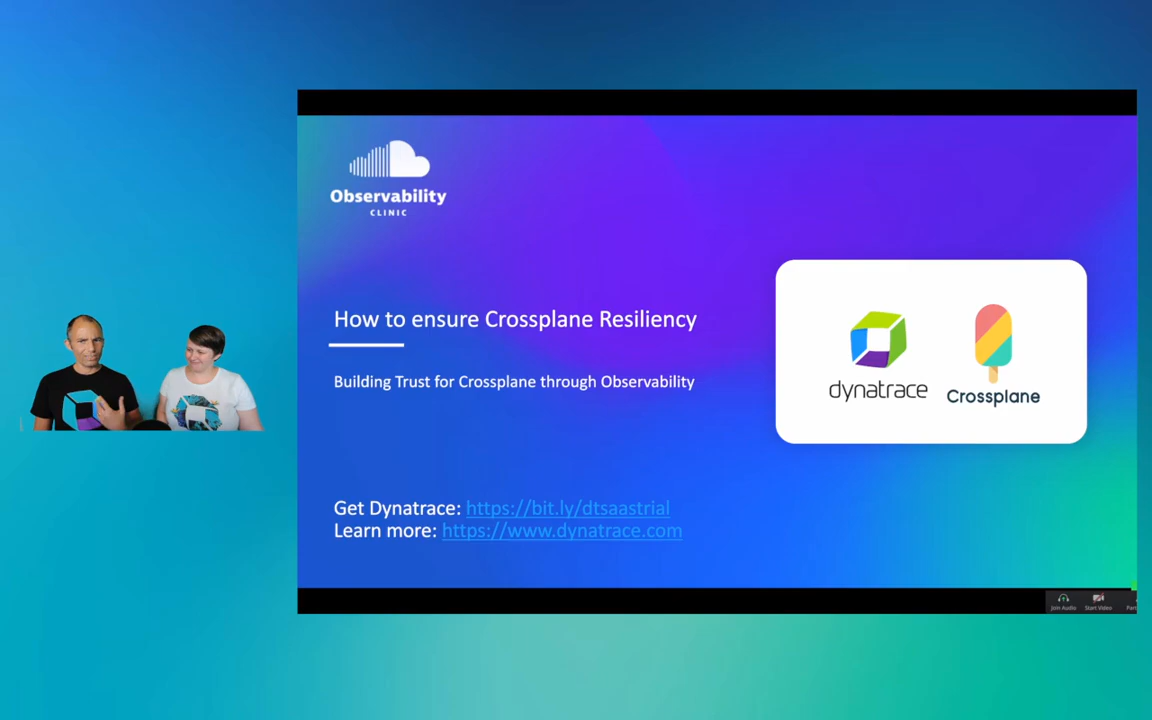 Observability
CLINIC
How to ensure Crossplane Resiliency
Building Trust for Crossplane through Observability
dynatrace
Crossplane
Get Dynatrace: https://bit.ly/dtsaastrial
Learn more: https://www.dynatrace.com
Join Audio
Start Video
Part